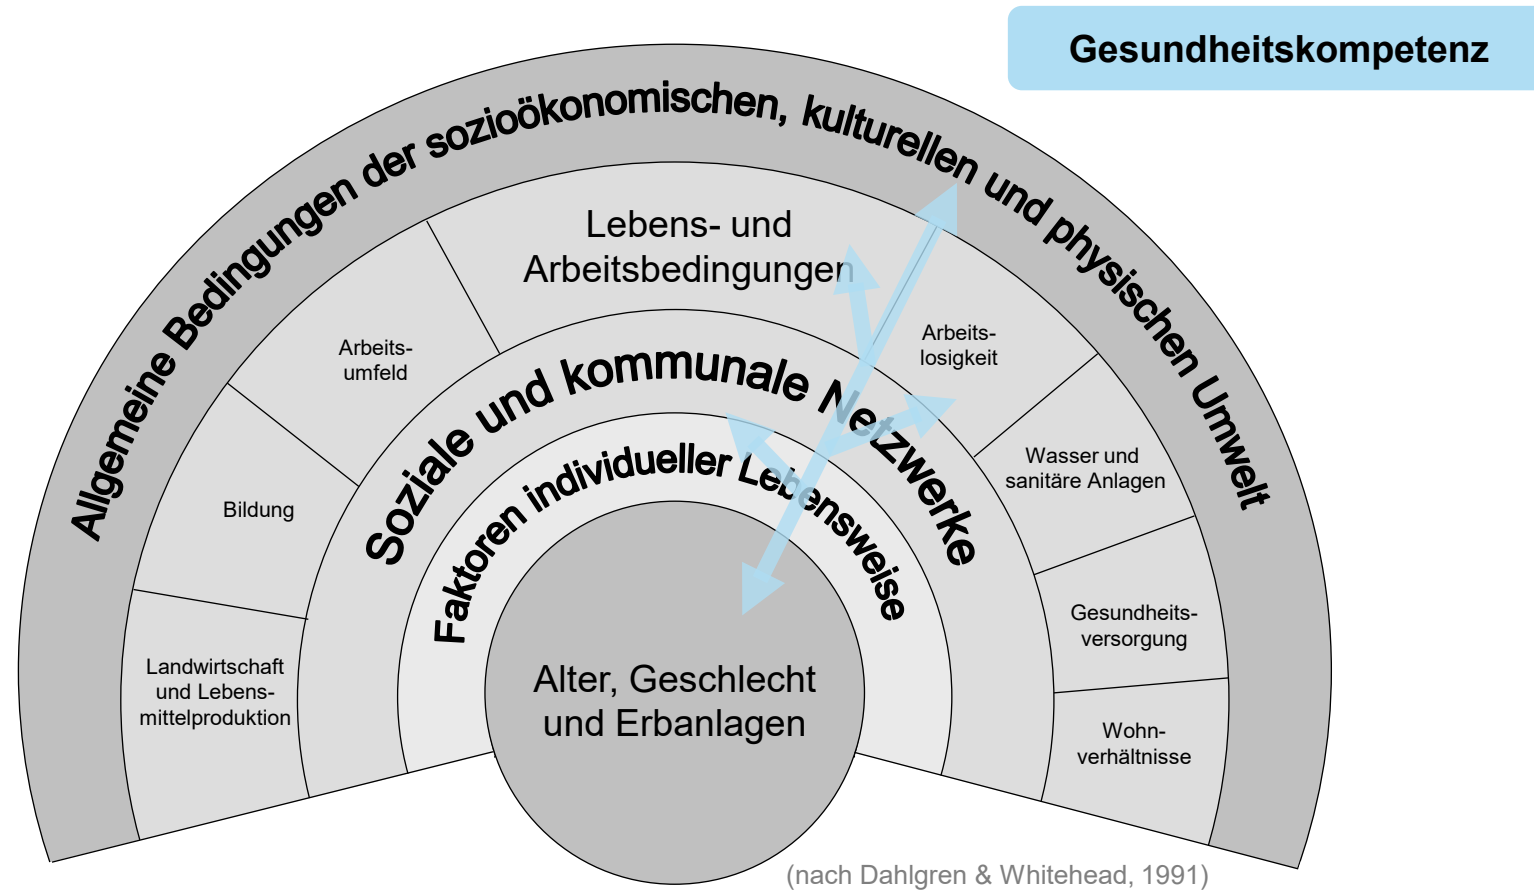 Gesundheitskompetenz
Allgemeine Bedingungen der sozioökonomischen, kulturellen und physischen Umwelt
Lebens- und
Arbeitsbedingungen
Arbeits-
umfeld
Arbeits-
losigkeit
Soziale und kommunale Netzwerke
Bildung
Wasser und
sanitäre Anlagen
Faktoren individueller Lebensweise
Landwirtschaft
und Lebens-
mittelproduktion
Gesundheits-
versorgung
Alter, Geschlecht
und Erbanlagen
Wohn-
verhältnisse
(nach Dahlgren & Whitehead, 1991)